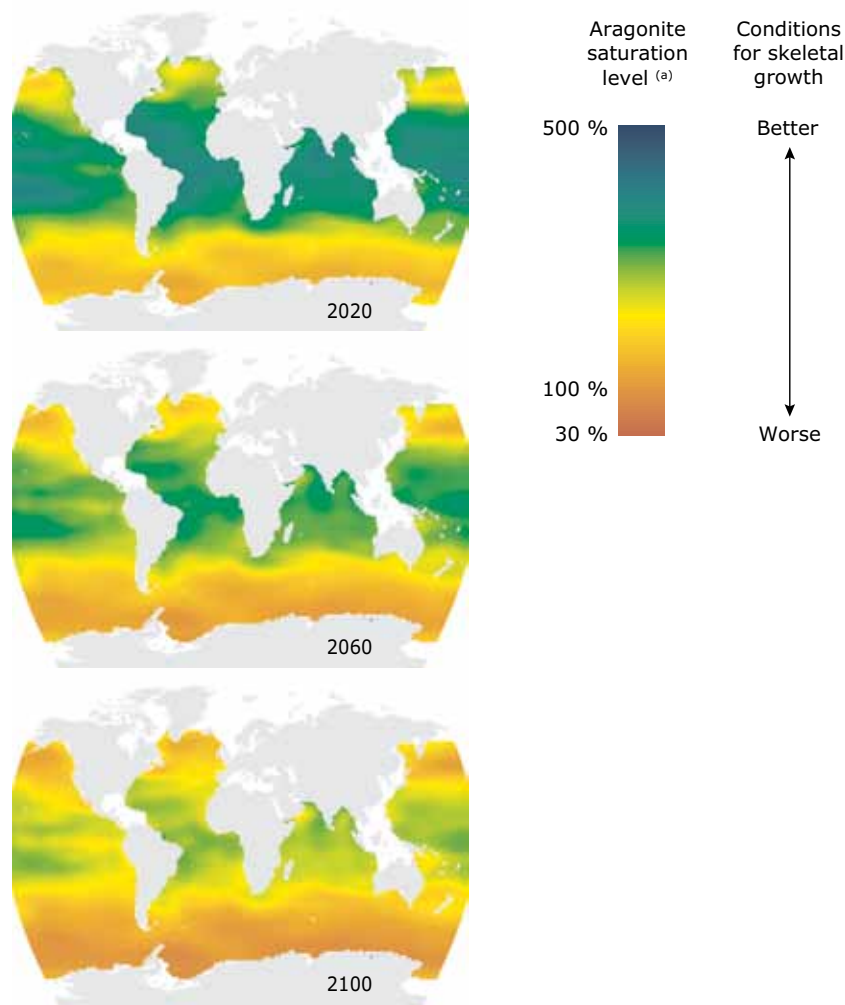 Aragonite
saturation
level (a)
Conditions
for skeletal
growth
500 %
Better
100 %
30 %
Worse
2020
2060
2100